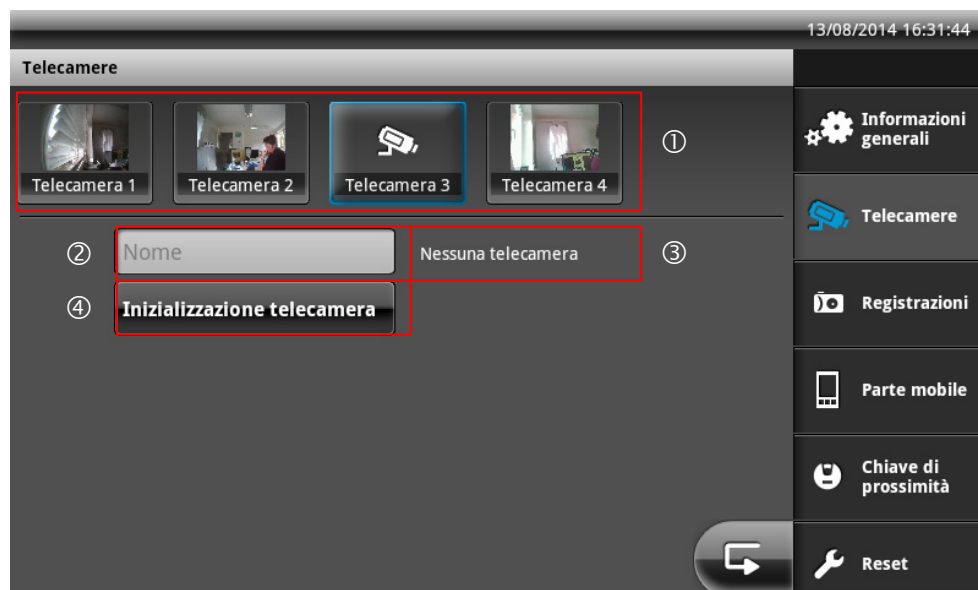 13/08/2014 16:31:44
Telecamere
Telecamera 1
Telecamera 2
Telecamera 3
Telecamera 4
①
② Nome
Nessuna telecamera ③
④ Inizializzazione telecamera
Informazioni
generali
Telecamere
Registrazioni
Parte mobile
Chiave di
prossimità
Reset